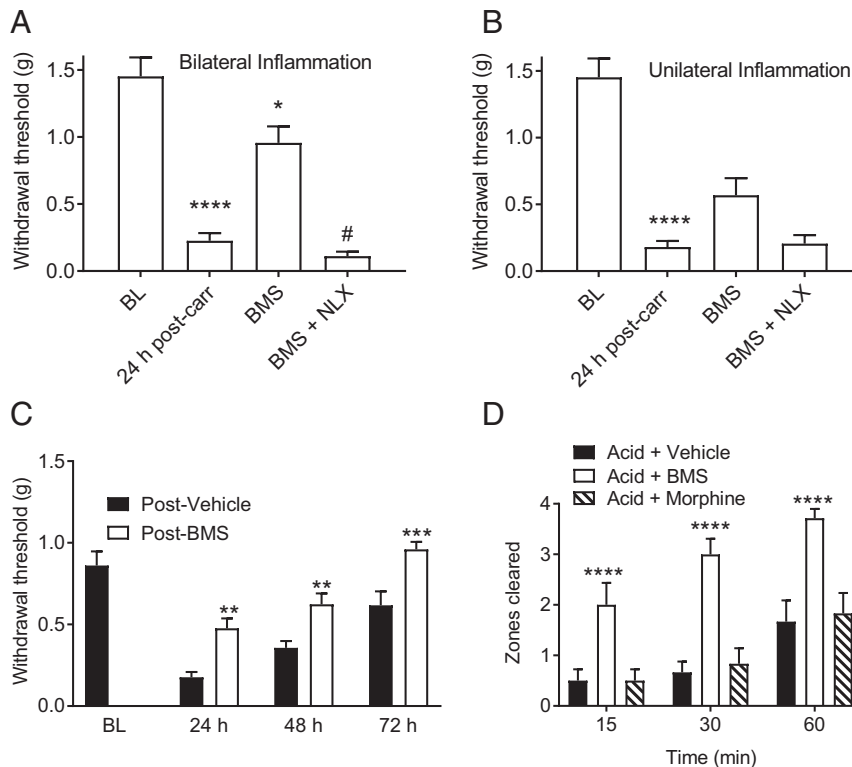 A
Bilateral Inflammation
Withdrawal threshold (g)
1.5
1.0
0.5
0.0
****
*
#
BL
24 h post-carr
BMS
BMS + NLX
B
Unilateral Inflammation
Withdrawal threshold (g)
1.5
1.0
0.5
0.0
****
BL
24 h post-carr
BMS
BMS + NLX
C
Withdrawal threshold (g)
1.5
1.0
0.5
0.0
Post-Vehicle
Post-BMS
**
**
***
BL
24 h
48 h
72 h
D
Acid + Vehicle
Acid + BMS
Acid + Morphine
Zones cleared
4
3
2
1
0
****
****
****
15
30
60
Time (min)